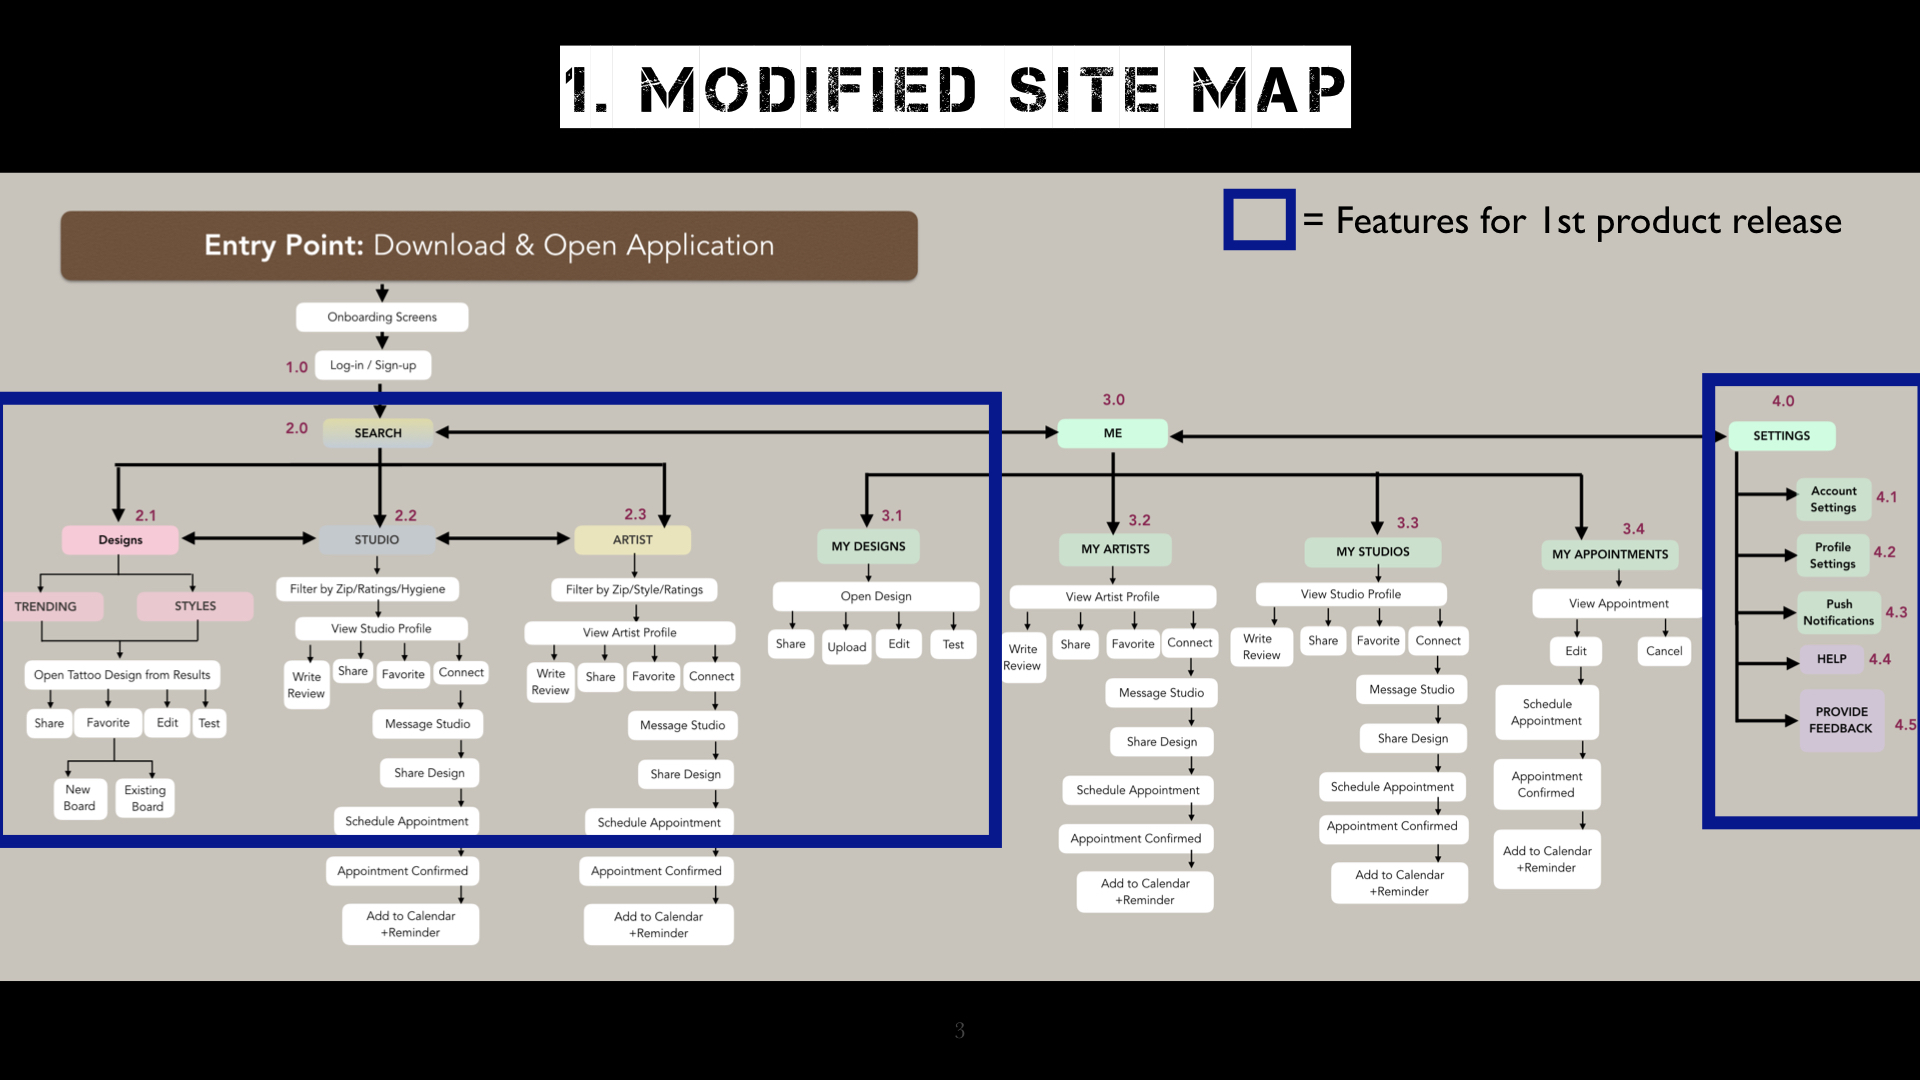 1. MODIFIED SITE MAP
= Features for 1st product release
Entry Point: Download & Open Application
Onboarding Screens
1.0
Log-in / Sign-up
2.0
SEARCH
3.0
ME
4.0
SETTINGS
2.1
Designs
TRENDING
STYLES
Open Tattoo Design from Results
Share
Favorite
Edit
Test
New
Board
Existing
Board
2.2
STUDIO
Filter by Zip/Ratings/Hygiene
View Studio Profile
Write
Review
Share
Favorite
Connect
Message Studio
Share Design
Schedule Appointment
Appointment Confirmed
Add to Calendar
+Reminder
2.3
ARTIST
Filter by Zip/Style/Ratings
View Artist Profile
Write
Review
Share
Favorite
Connect
Message Studio
Share Design
Schedule Appointment
Appointment Confirmed
Add to Calendar
+Reminder
3.1
MY DESIGNS
Open Design
Share
Upload
Edit
Test
3.2
MY ARTISTS
View Artist Profile
Write
Review
Share
Favorite
Connect
Message Studio
Share Design
Schedule Appointment
Appointment Confirmed
Add to Calendar
+Reminder
3.3
MY STUDIOS
View Studio Profile
Write
Review
Share
Favorite
Connect
Message Studio
Share Design
Schedule Appointment
Appointment Confirmed
Add to Calendar
+Reminder
3.4
MY APPOINTMENTS
View Appointment
Edit
Cancel
Schedule
Appointment
Appointment
Confirmed
Add to Calendar
+Reminder
Account
Settings
4.1
Profile
Settings
4.2
Push
Notifications
4.3
HELP
4.4
PROVIDE
FEEDBACK
4.5
3